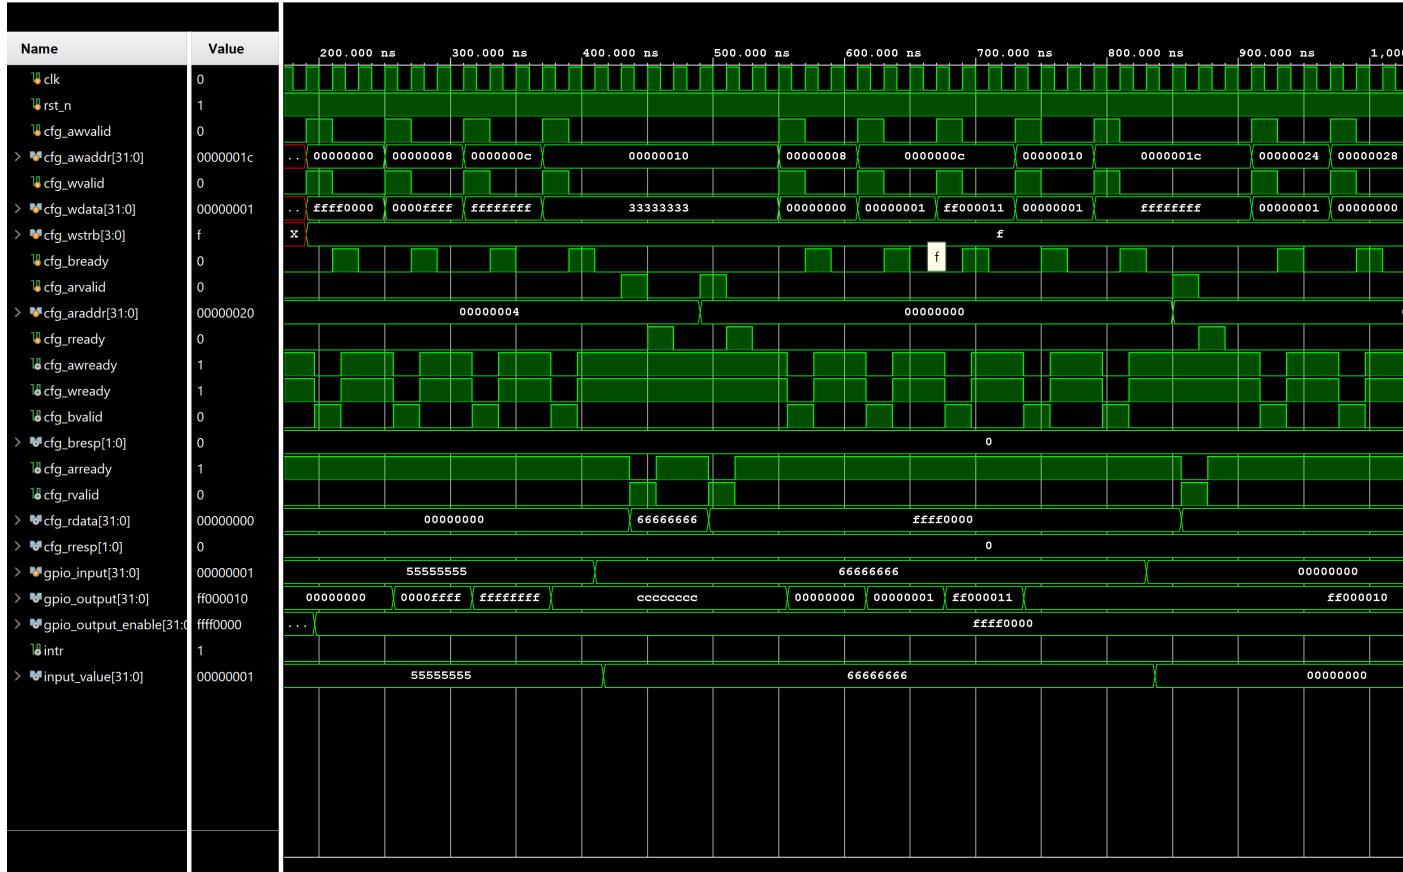 Name Value 200.000 ns 300.000 ns 400.000 ns 500.000 ns 600.000 ns 700.000 ns 800.000 ns 900.000 ns 1,000
clk 0
rst_n 1
cfg_awvalid 0
cfg_awaddr[31:0] 0000001c .. 00000000 00000008 0000000c 00000010 00000008 0000000c 00000010 0000001c 00000024 00000028
cfg_wvalid 0
cfg_wdata[31:0] 00000001 .. ffff0000 0000ffff ffffffff 33333333 00000000 00000001 ff000011 00000001 ffffffff 00000001 00000000
cfg_wstrb[3:0] f X f
cfg_bready 0 f
cfg_arvalid 0
cfg_araddr[31:0] 00000020 00000004 00000000
cfg_rready 0
cfg_awready 1
cfg_wready 1
cfg_bvalid 0
cfg_bresp[1:0] 0 0
cfg_arready 1
cfg_rvalid 0
cfg_rdata[31:0] 00000000 00000000 66666666 ffff0000
cfg_rresp[1:0] 0 0
gpio_input[31:0] 00000001 55555555 66666666 00000000
gpio_output[31:0] ff000010 00000000 0000ffff ffffffff cccccccc 00000000 00000001 ff000011 ff000010
gpio_output_enable[31:0 ffff0000 ... ffff0000
intr 1
input_value[31:0] 00000001 55555555 66666666 00000000